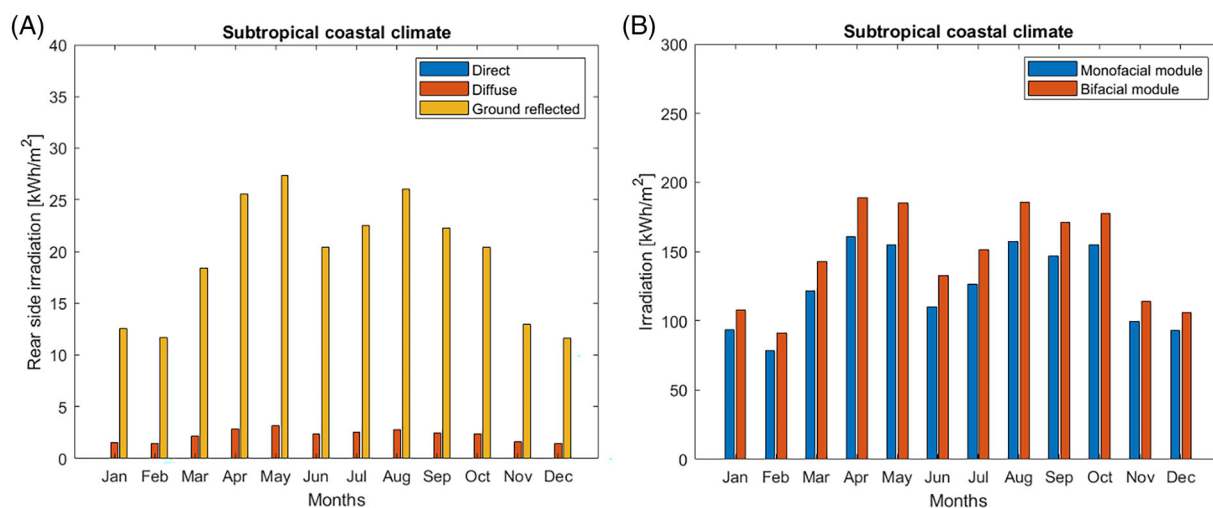 (A)
Subtropical coastal climate
40
35
30
25
20
15
10
5
0
Rear side irradiation [kWh/m²]
Direct
Diffuse
Ground reflected
Jan Feb Mar Apr May Jun Jul Aug Sep Oct Nov Dec
Months
(B)
Subtropical coastal climate
300
250
200
150
100
50
0
Irradiation [kWh/m²]
Monofacial module
Bifacial module
Jan Feb Mar Apr May Jun Jul Aug Sep Oct Nov Dec
Months